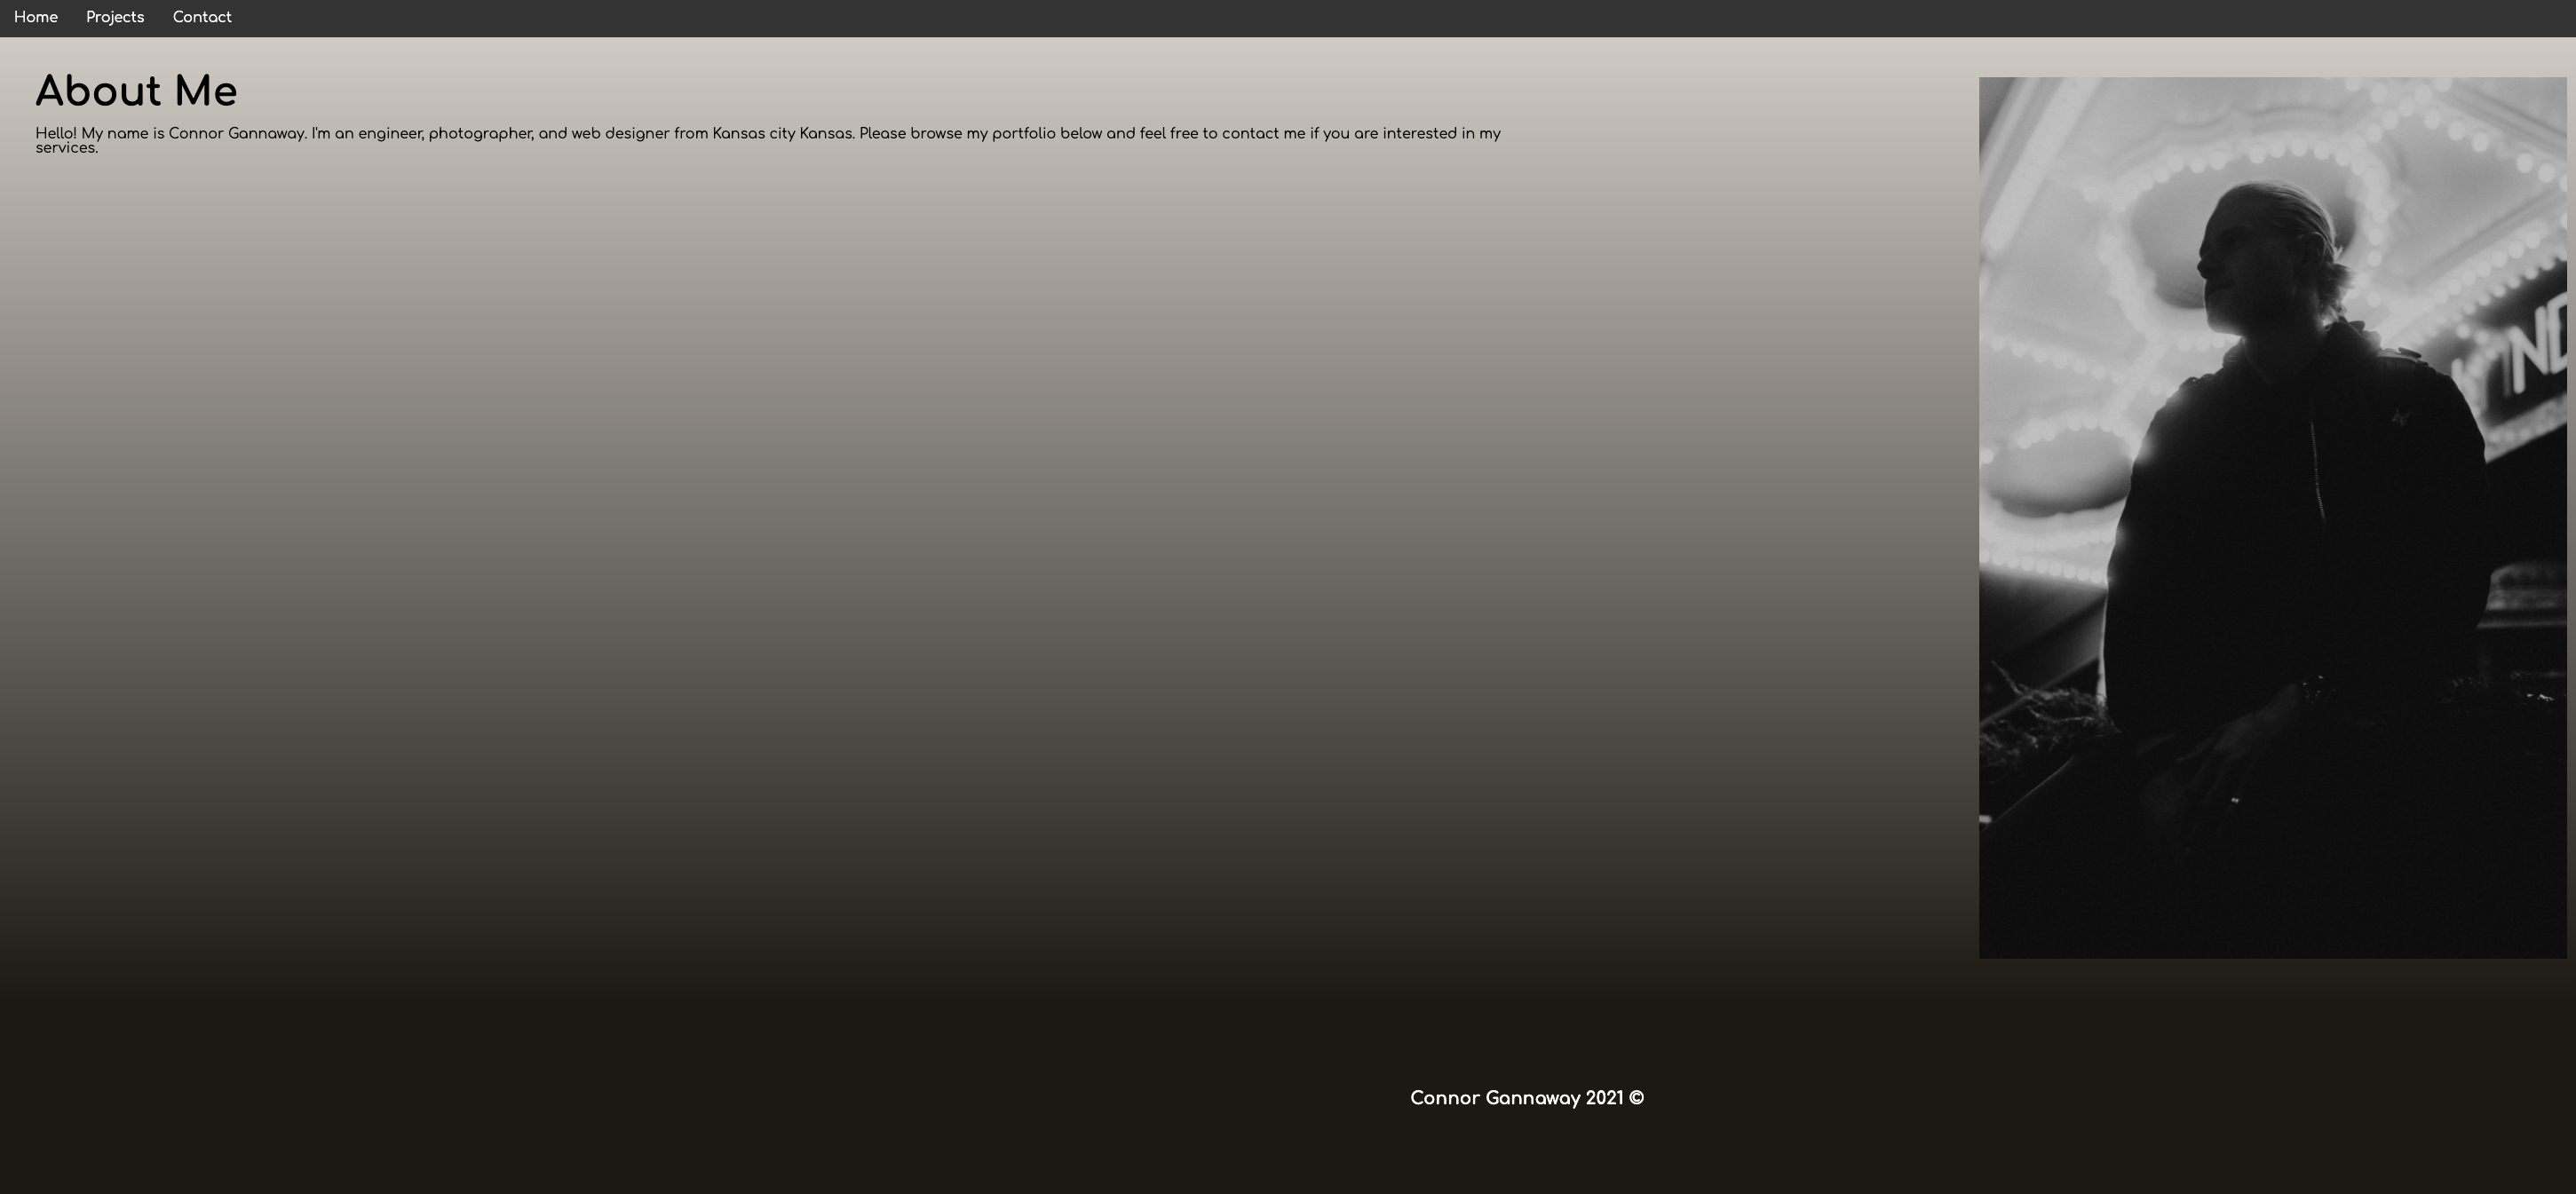 Home Projects Contact
About Me
Hello! My name is Connor Gannaway. I'm an engineer, photographer, and web designer from Kansas city Kansas. Please browse my portfolio below and feel free to contact me if you are interested in my
services.
Connor Gannaway 2021 ©